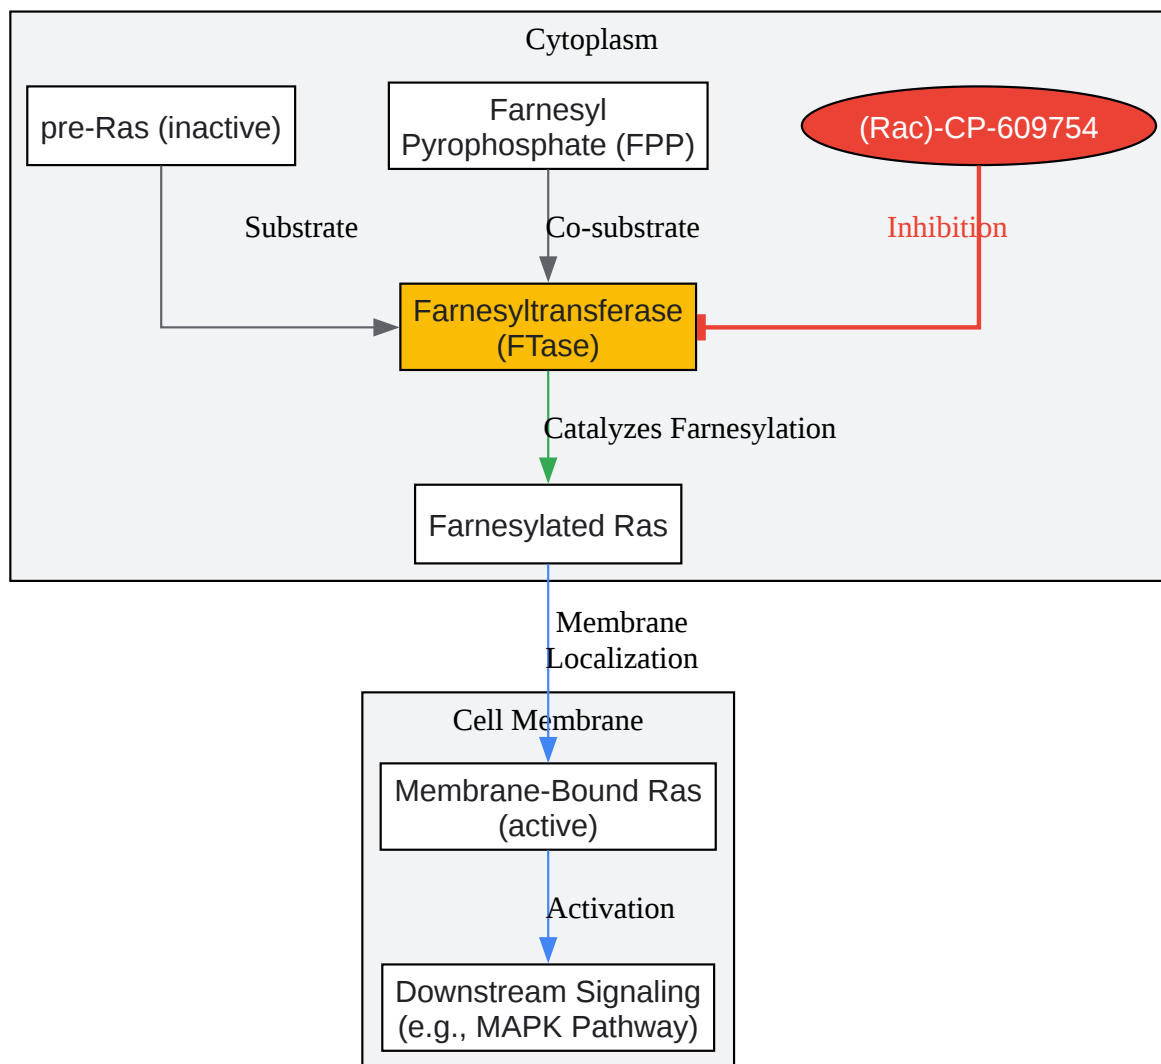 Cytoplasm
pre-Ras (inactive)
Farnesyl
Pyrophosphate (FPP)
(Rac)-CP-609754
Substrate
Co-substrate
Inhibition
Farnesyltransferase
(FTase)
Catalyzes Farnesylation
Farnesylated Ras
Membrane
Localization
Cell Membrane
Membrane-Bound Ras
(active)
Activation
Downstream Signaling
(e.g., MAPK Pathway)